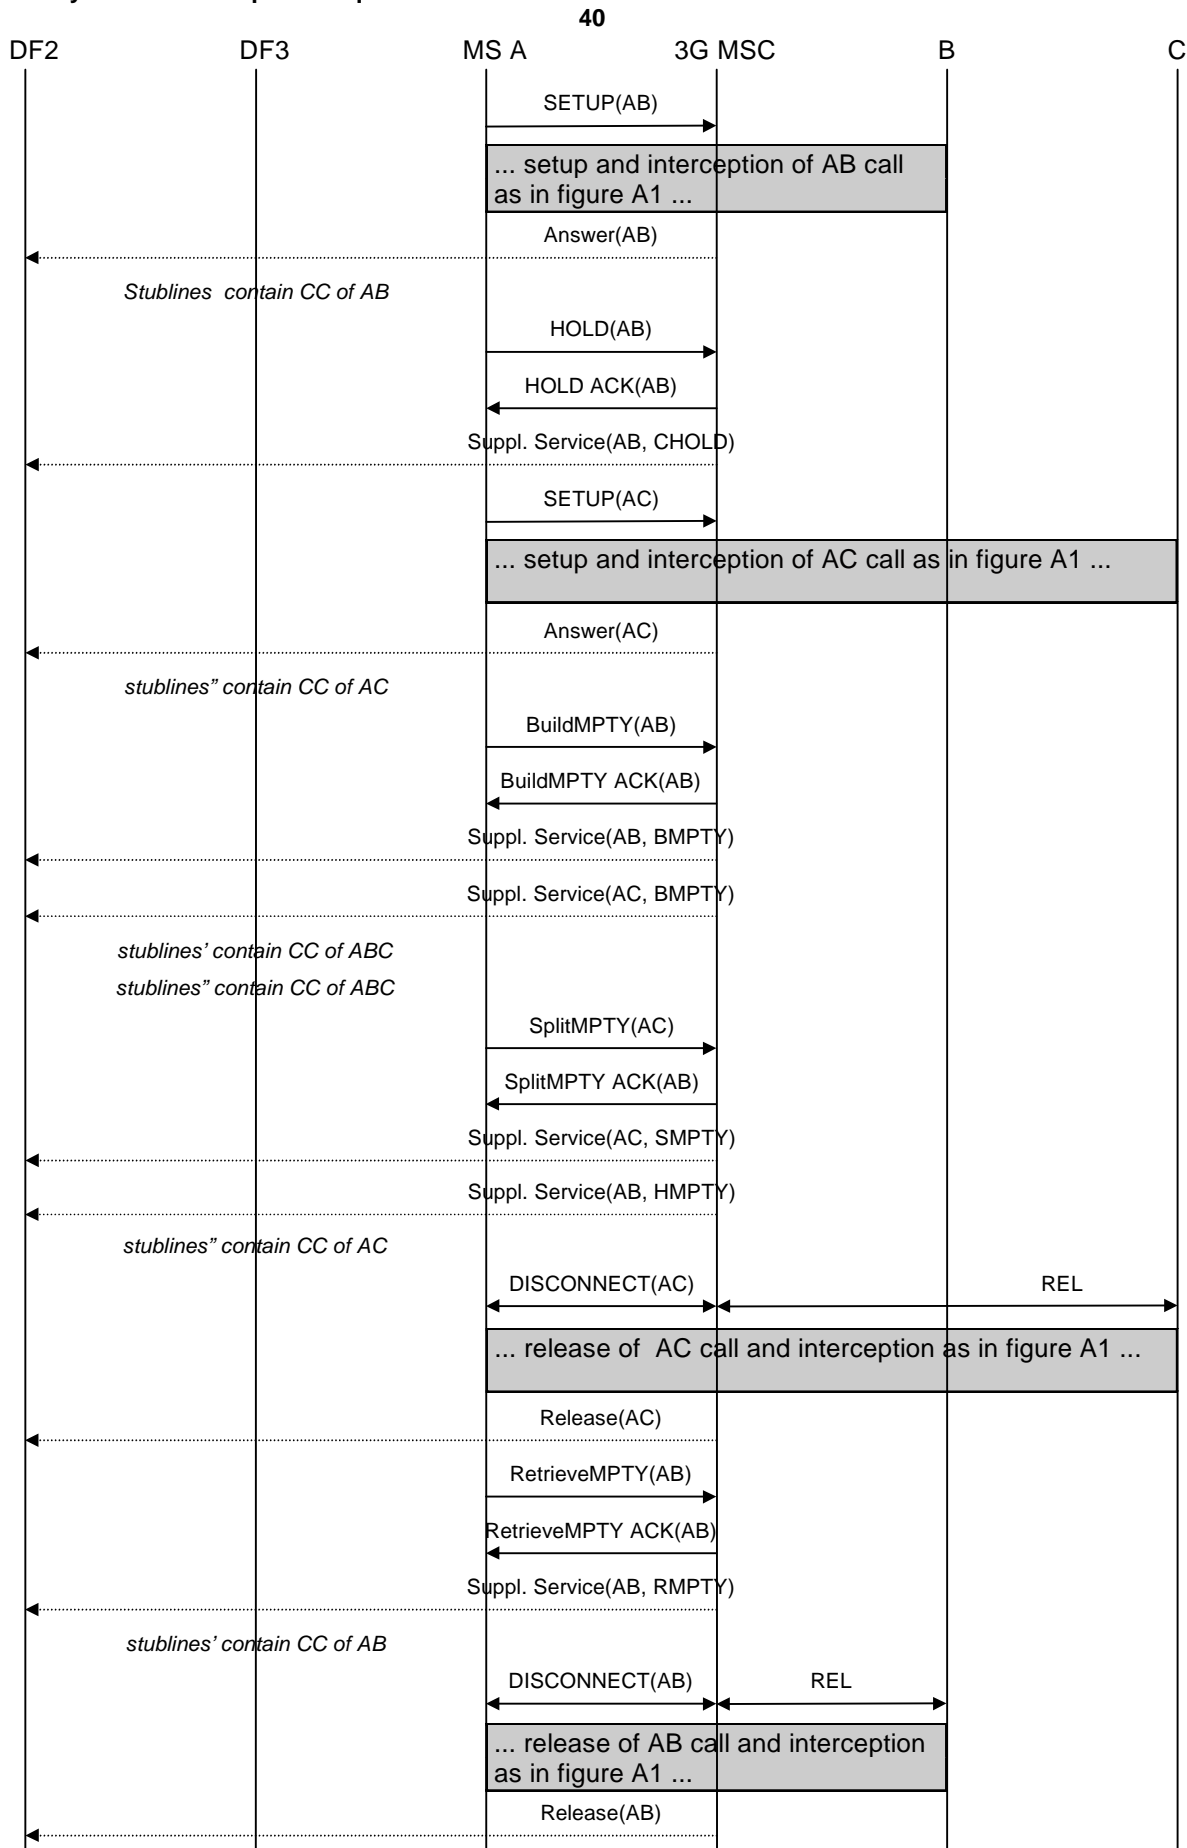 40
DF2 DF3 MS A 3G MSC B C
SETUP(AB)
... setup and interception of AB call
as in figure A1 ...
Answer(AB)
Stublines contain CC of AB
HOLD(AB)
HOLD ACK(AB)
Suppl. Service(AB, CHOLD)
SETUP(AC)
... setup and interception of AC call as in figure A1 ...
Answer(AC)
stublines” contain CC of AC
BuildMPTY(AB)
BuildMPTY ACK(AB)
Suppl. Service(AB, BMPTY)
Suppl. Service(AC, BMPTY)
stublines’ contain CC of ABC
stublines” contain CC of ABC
SplitMPTY(AC)
SplitMPTY ACK(AB)
Suppl. Service(AC, SMPTY)
Suppl. Service(AB, HMPTY)
stublines” contain CC of AC
DISCONNECT(AC) REL
... release of AC call and interception as in figure A1 ...
Release(AC)
RetrieveMPTY(AB)
RetrieveMPTY ACK(AB)
Suppl. Service(AB, RMPTY)
stublines’ contain CC of AB
DISCONNECT(AB) REL
... release of AB call and interception
as in figure A1 ...
Release(AB)